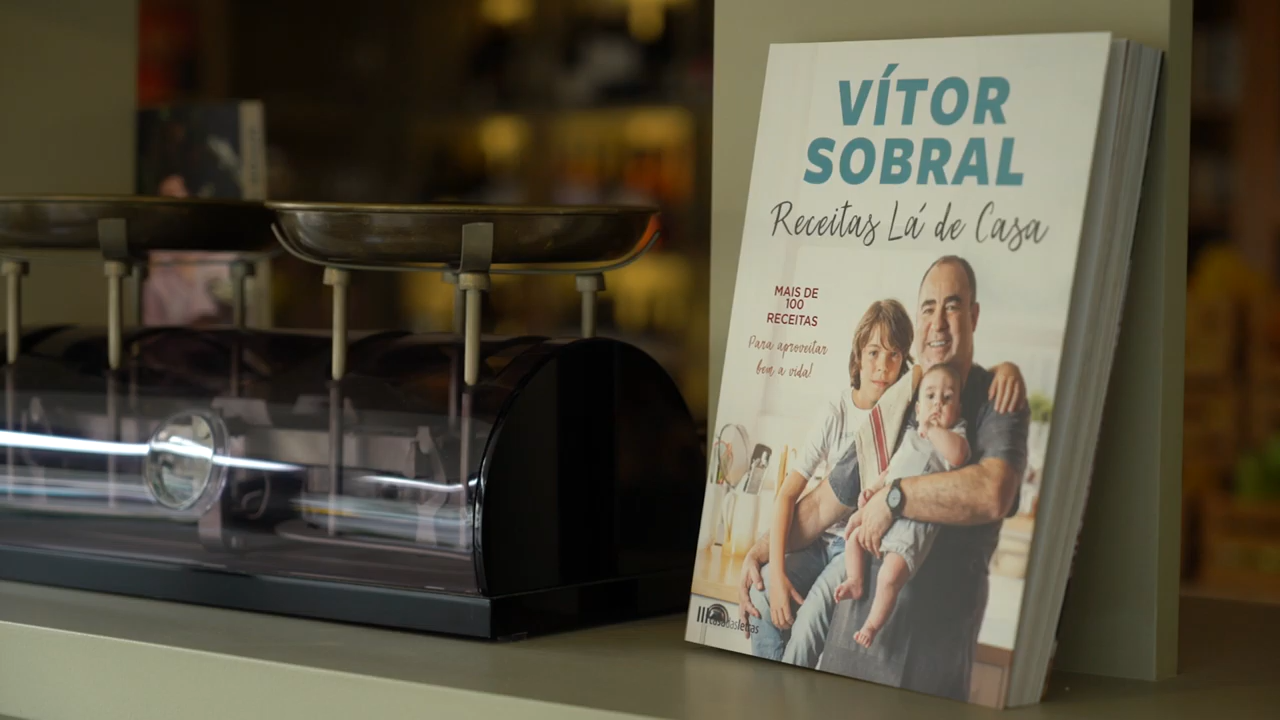 VÍTOR
SOBRAL
Receitas Lá de Casa
MAIS DE
100
RECEITAS
Para aproveitar
bem a vida!
casadasletras